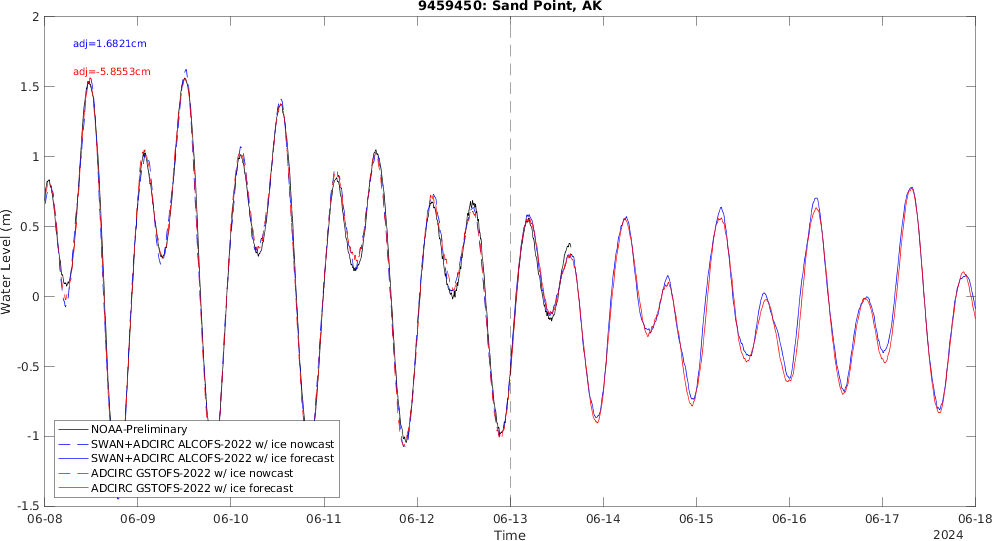 9459450: Sand Point, AK
adj=1.6821cm
adj=-5.8553cm
Water Level (m)
2
1.5
1
0.5
0
-0.5
-1
-1.5
NOAA-Preliminary
SWAN+ADCIRC ALCOFS-2022 w/ ice nowcast
SWAN+ADCIRC ALCOFS-2022 w/ ice forecast
ADCIRC GSTOFS-2022 w/ ice nowcast
ADCIRC GSTOFS-2022 w/ ice forecast
06-08 06-09 06-10 06-11 06-12 06-13 06-14 06-15 06-16 06-17 06-18
Time
2024